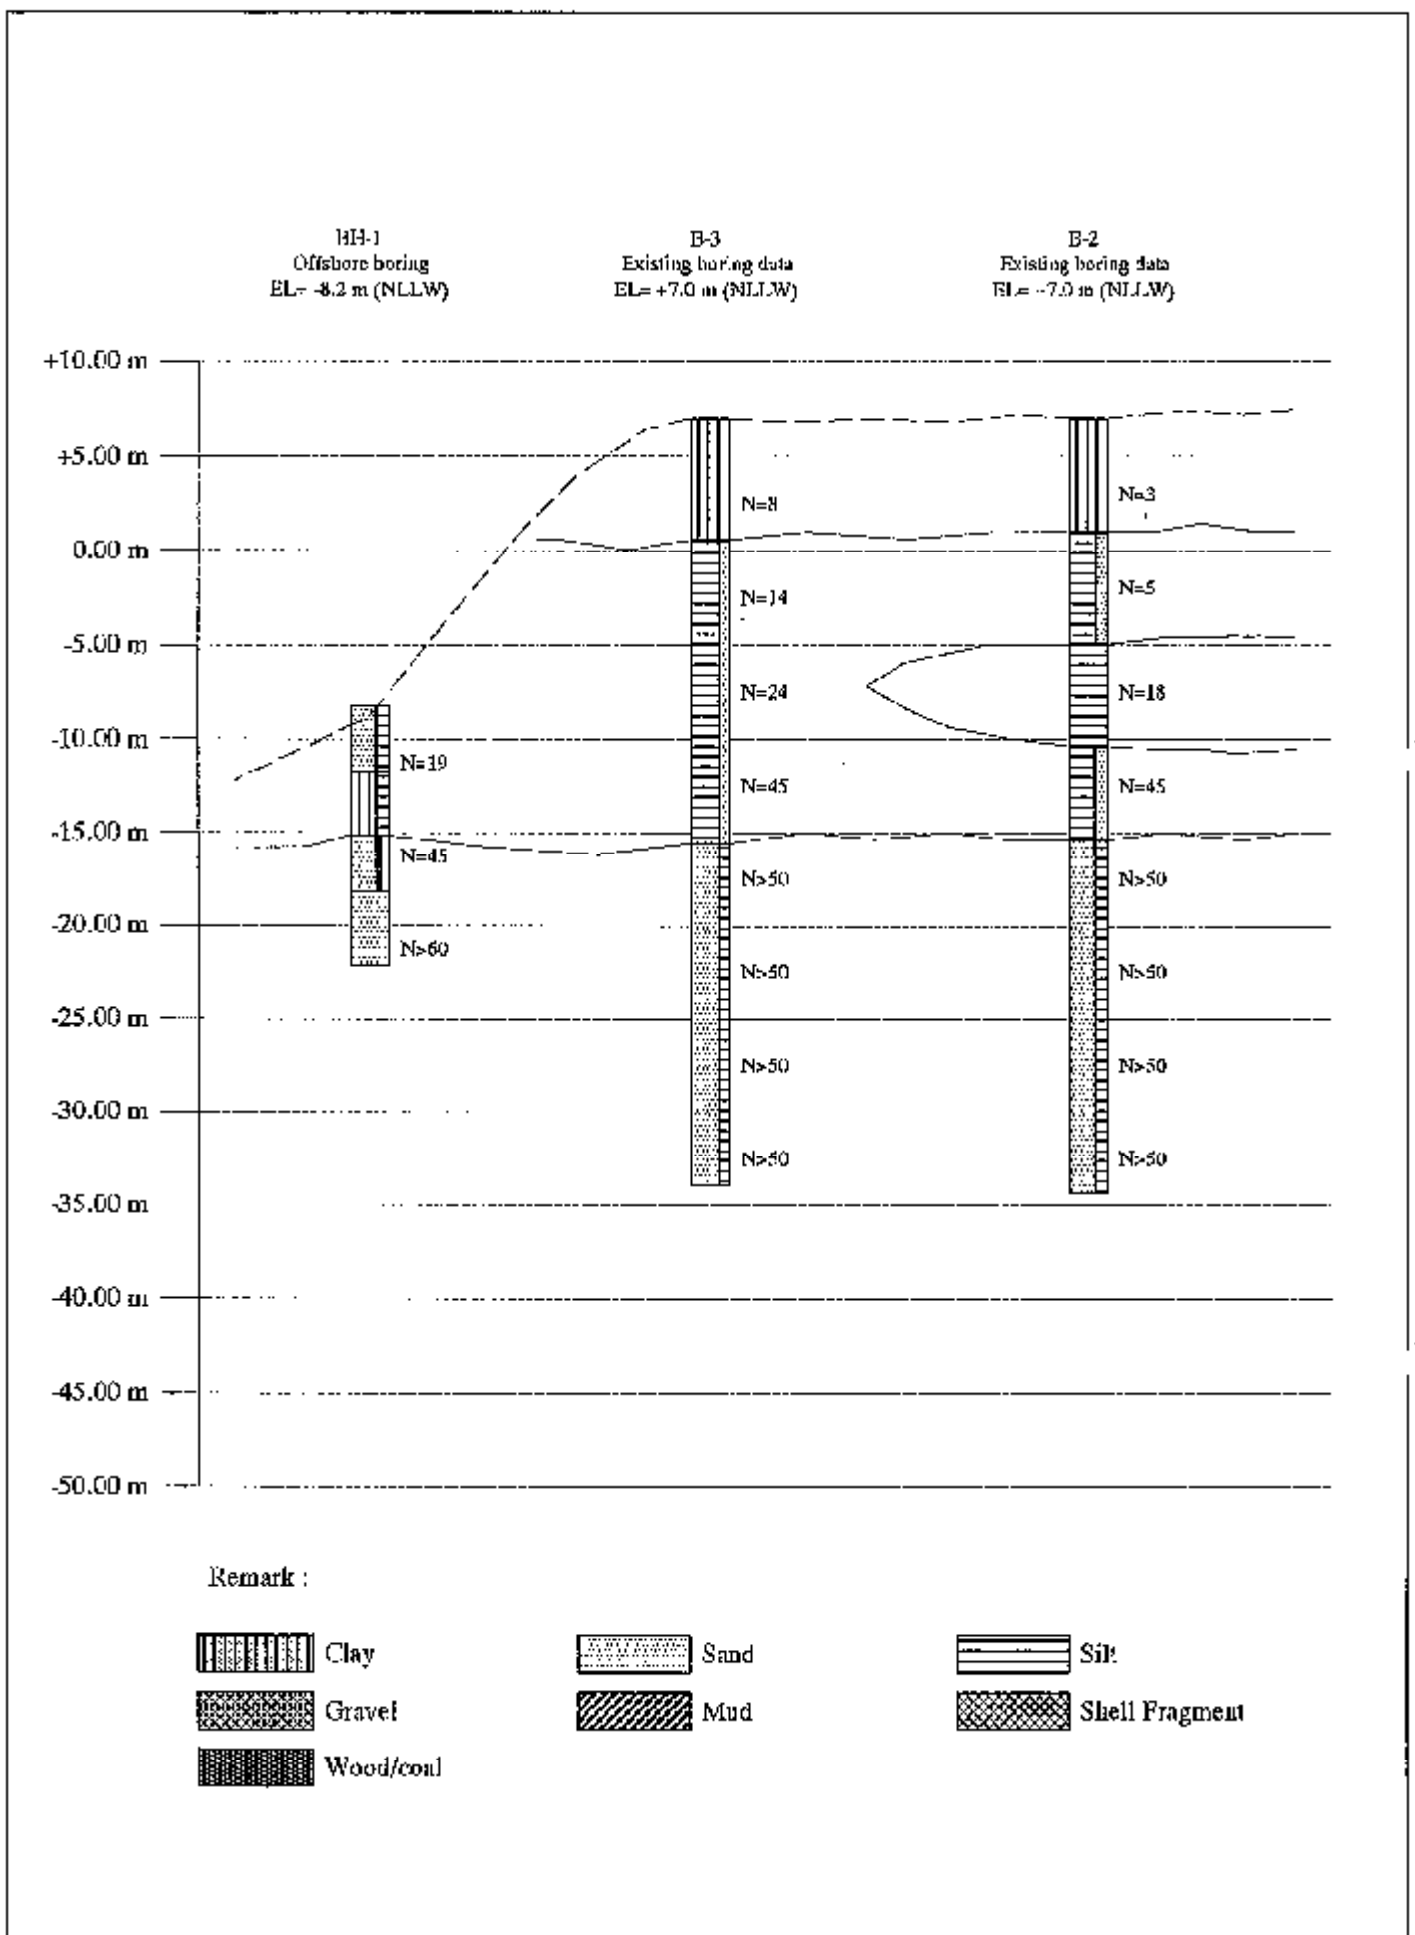 BH-1
Offshore boring
EL= -8.2 m (NLLW)
B-3
Existing boring data
EL= +7.0 m (NLLW)
B-2
Existing boring data
EL= +7.0 m (NLLW)
+10.00 m
+5.00 m
0.00 m
-5.00 m
-10.00 m
-15.00 m
-20.00 m
-25.00 m
-30.00 m
-35.00 m
-40.00 m
-45.00 m
-50.00 m
N=19
N=45
N>60
N=8
N=14
N=24
N=45
N>50
N>50
N>50
N>50
N=3
N=5
N=18
N=45
N>50
N>50
N>50
N>50
Remark :
Clay
Sand
Silt
Gravel
Mud
Shell Fragment
Wood/coal